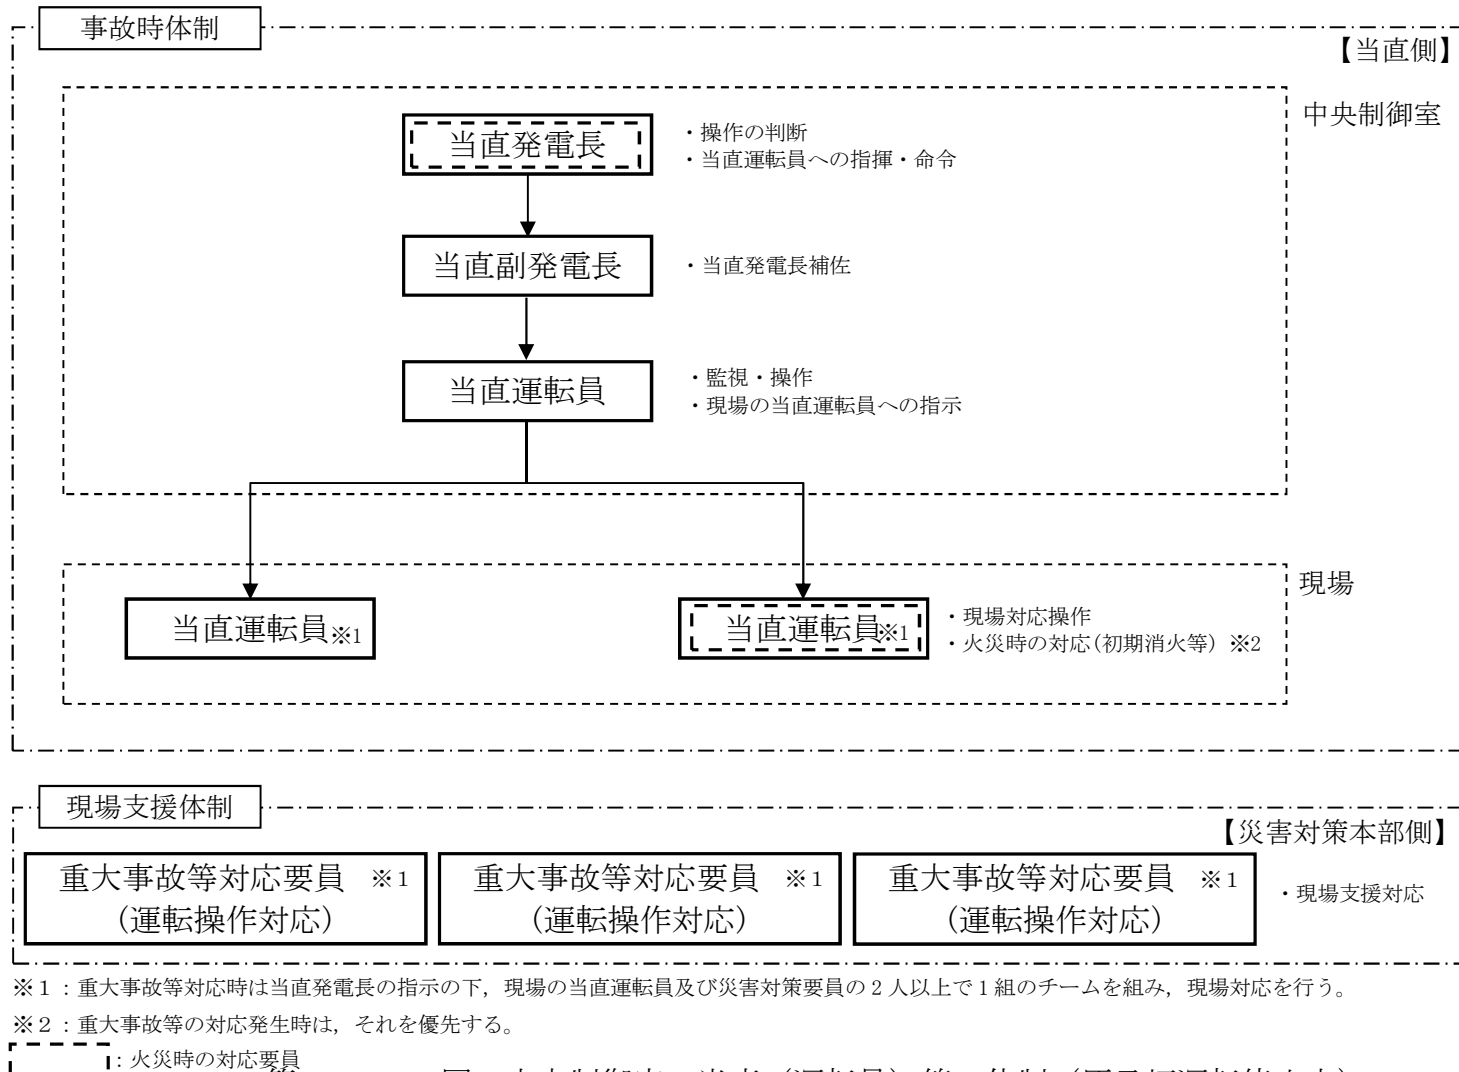 事故時体制
【当直側】
中央制御室
当直発電長
・操作の判断
・当直運転員への指揮・命令
当直副発電長
・当直発電長補佐
当直運転員
・監視・操作
・現場の当直運転員への指示
現場
当直運転員※1
当直運転員※1
・現場対応操作
・火災時の対応(初期消火等) ※2
現場支援体制
【災害対策本部側】
重大事故等対応要員 ※1
(運転操作対応)
重大事故等対応要員 ※1
(運転操作対応)
重大事故等対応要員 ※1
(運転操作対応)
・現場支援対応
※1:重大事故等対応時は当直発電長の指示の下，現場の当直運転員及び災害対策要員の2人以上で1組のチームを組み，現場対応を行う。
※2:重大事故等の対応発生時は，それを優先する。
:火災時の対応要員